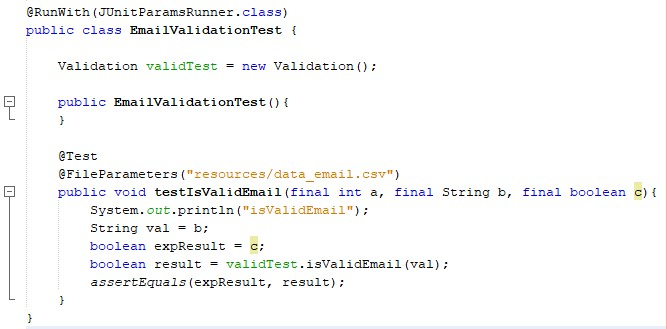 @RunWith(JUnitParamsRunner.class)
public class EmailValidationTest {
Validation validTest = new Validation();
public EmailValidationTest(){
}
@Test
@FileParameters("resources/data_email.csv")
public void testIsValidEmail(final int a, final String b, final boolean c){
System.out.println("isValidEmail");
String val = b;
boolean expResult = c;
boolean result = validTest.isValidEmail(val);
assertEquals(expResult, result);
}
}